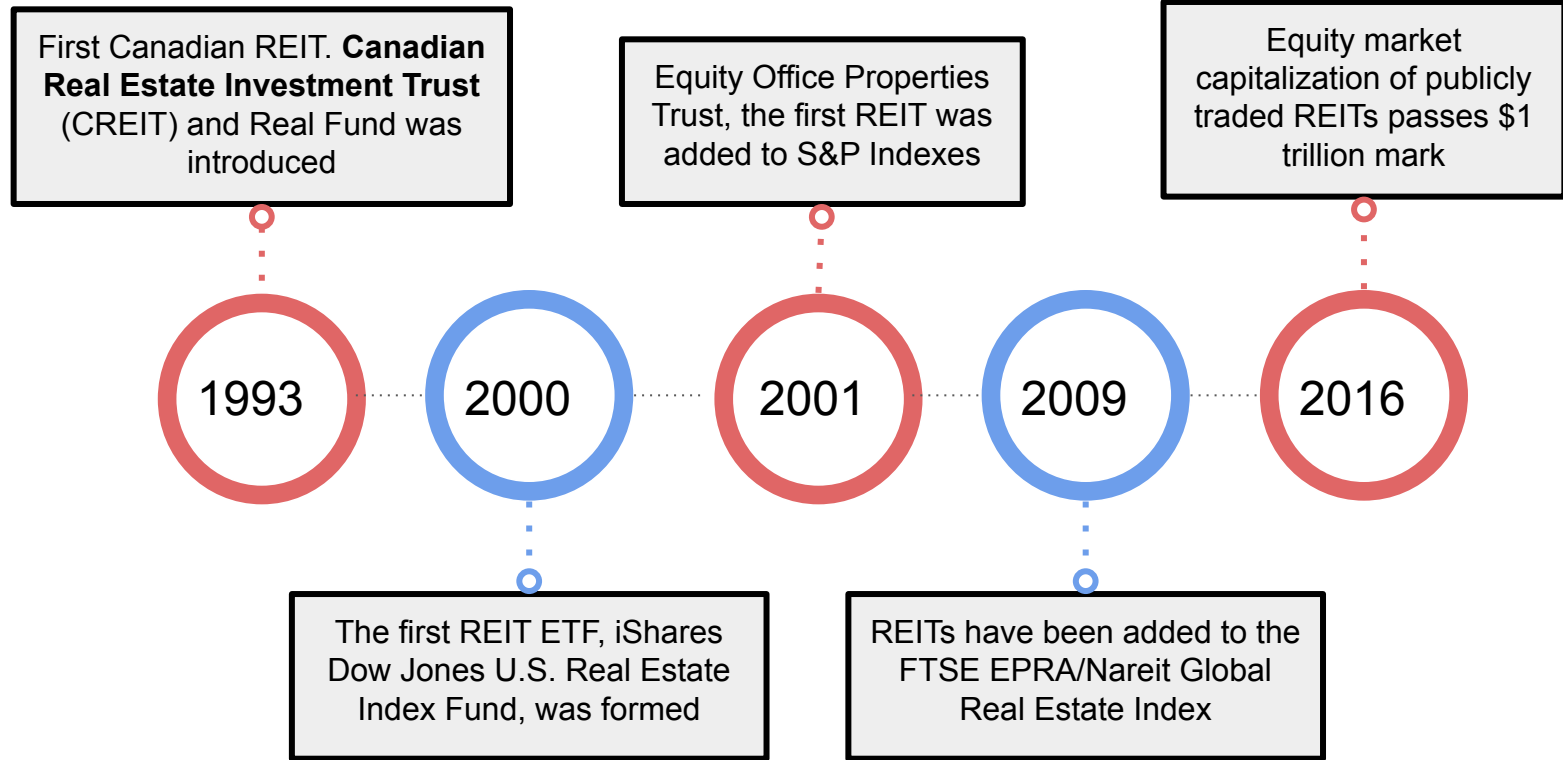 First Canadian REIT. Canadian
Real Estate Investment Trust
(CREIT) and Real Fund was
introduced
Equity Office Properties
Trust, the first REIT was
added to S&P Indexes
Equity market
capitalization of publicly
traded REITs passes $1
trillion mark
1993
2000
2001
2009
2016
The first REIT ETF, iShares
Dow Jones U.S. Real Estate
Index Fund, was formed
REITs have been added to the
FTSE EPRA/Nareit Global
Real Estate Index